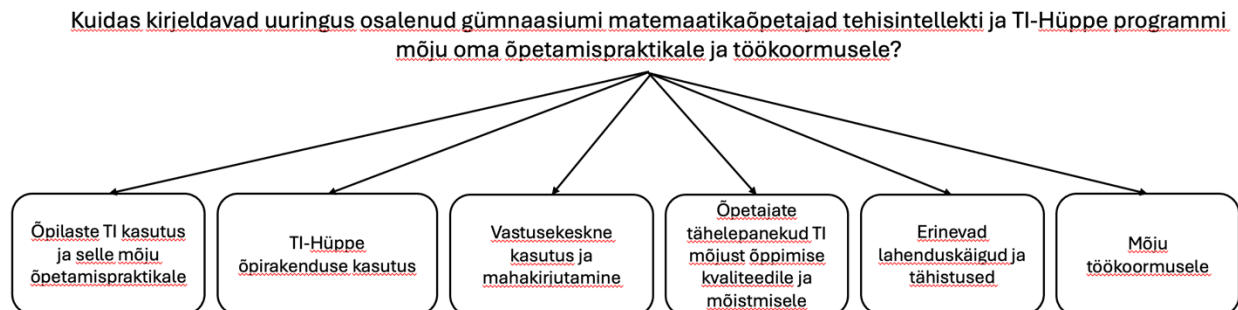 Kuidas kirjeldavad uuringus osalenud gümnaasiumi matemaatikaõpetajad tehisintellekti ja TI-Hüppe programmi
mõju oma õpetamispraktikale ja töökoormusele?
Õpilaste TI kasutus
ja selle mõju
õpetamispraktikale
TI-Hüppe
õpirakenduse kasutus
Vastusekeskne
kasutus ja
mahakirjutamine
Õpetajate
tähelepanekud TI
mõjust õppimise
kvaliteedile ja
mõistmisele
Erinevad
lahenduskäigud ja
tähistused
Mõju
töökoormusele